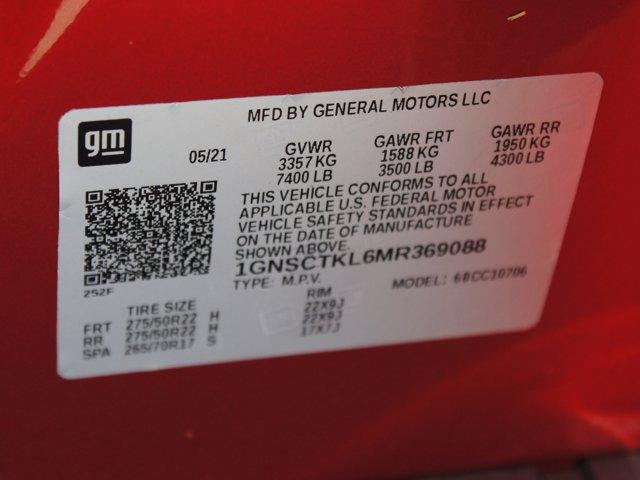 MFD BY GENERAL MOTORS LLC
gm
05/21
GVWR
3357 KG
7400 LB
GAWR FRT
1588 KG
3500 LB
GAWR RR
1950 KG
4300 LB
THIS VEHICLE CONFORMS TO ALL
APPLICABLE U.S. FEDERAL MOTOR
VEHICLE SAFETY STANDARDS IN EFFECT
ON THE DATE OF MANUFACTURE
SHOWN ABOVE.
1GNSCTKL6MR369088
TYPE: M.P.V. MODEL: 6BCC10706
252F
TIRE SIZE RIM
FRT 275/50R22 H 22X9J
RR 275/50R22 H 22X9J
SPA 265/70R17 S 17X7J